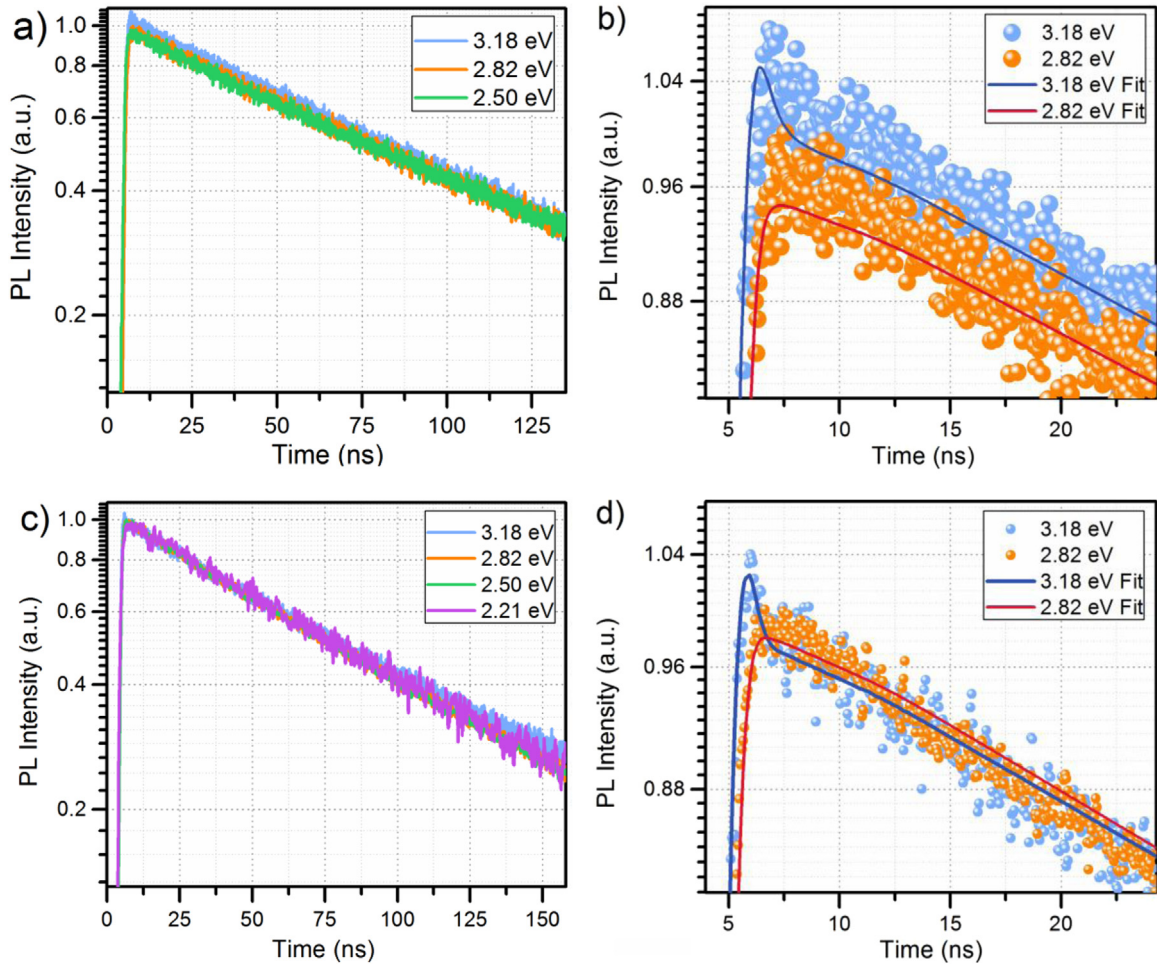 a)
1.0
0.8
0.6
0.4
0.2
PL Intensity (a.u.)
3.18 eV
2.82 eV
2.50 eV
0
25
50
75
100
125
Time (ns)
b)
1.04
0.96
0.88
PL Intensity (a.u.)
3.18 eV
2.82 eV
3.18 eV Fit
2.82 eV Fit
5
10
15
20
Time (ns)
c)
1.0
0.8
0.6
0.4
0.2
PL Intensity (a.u.)
3.18 eV
2.82 eV
2.50 eV
2.21 eV
0
25
50
75
100
125
150
Time (ns)
d)
1.04
0.96
0.88
PL Intensity (a.u.)
3.18 eV
2.82 eV
3.18 eV Fit
2.82 eV Fit
5
10
15
20
Time (ns)